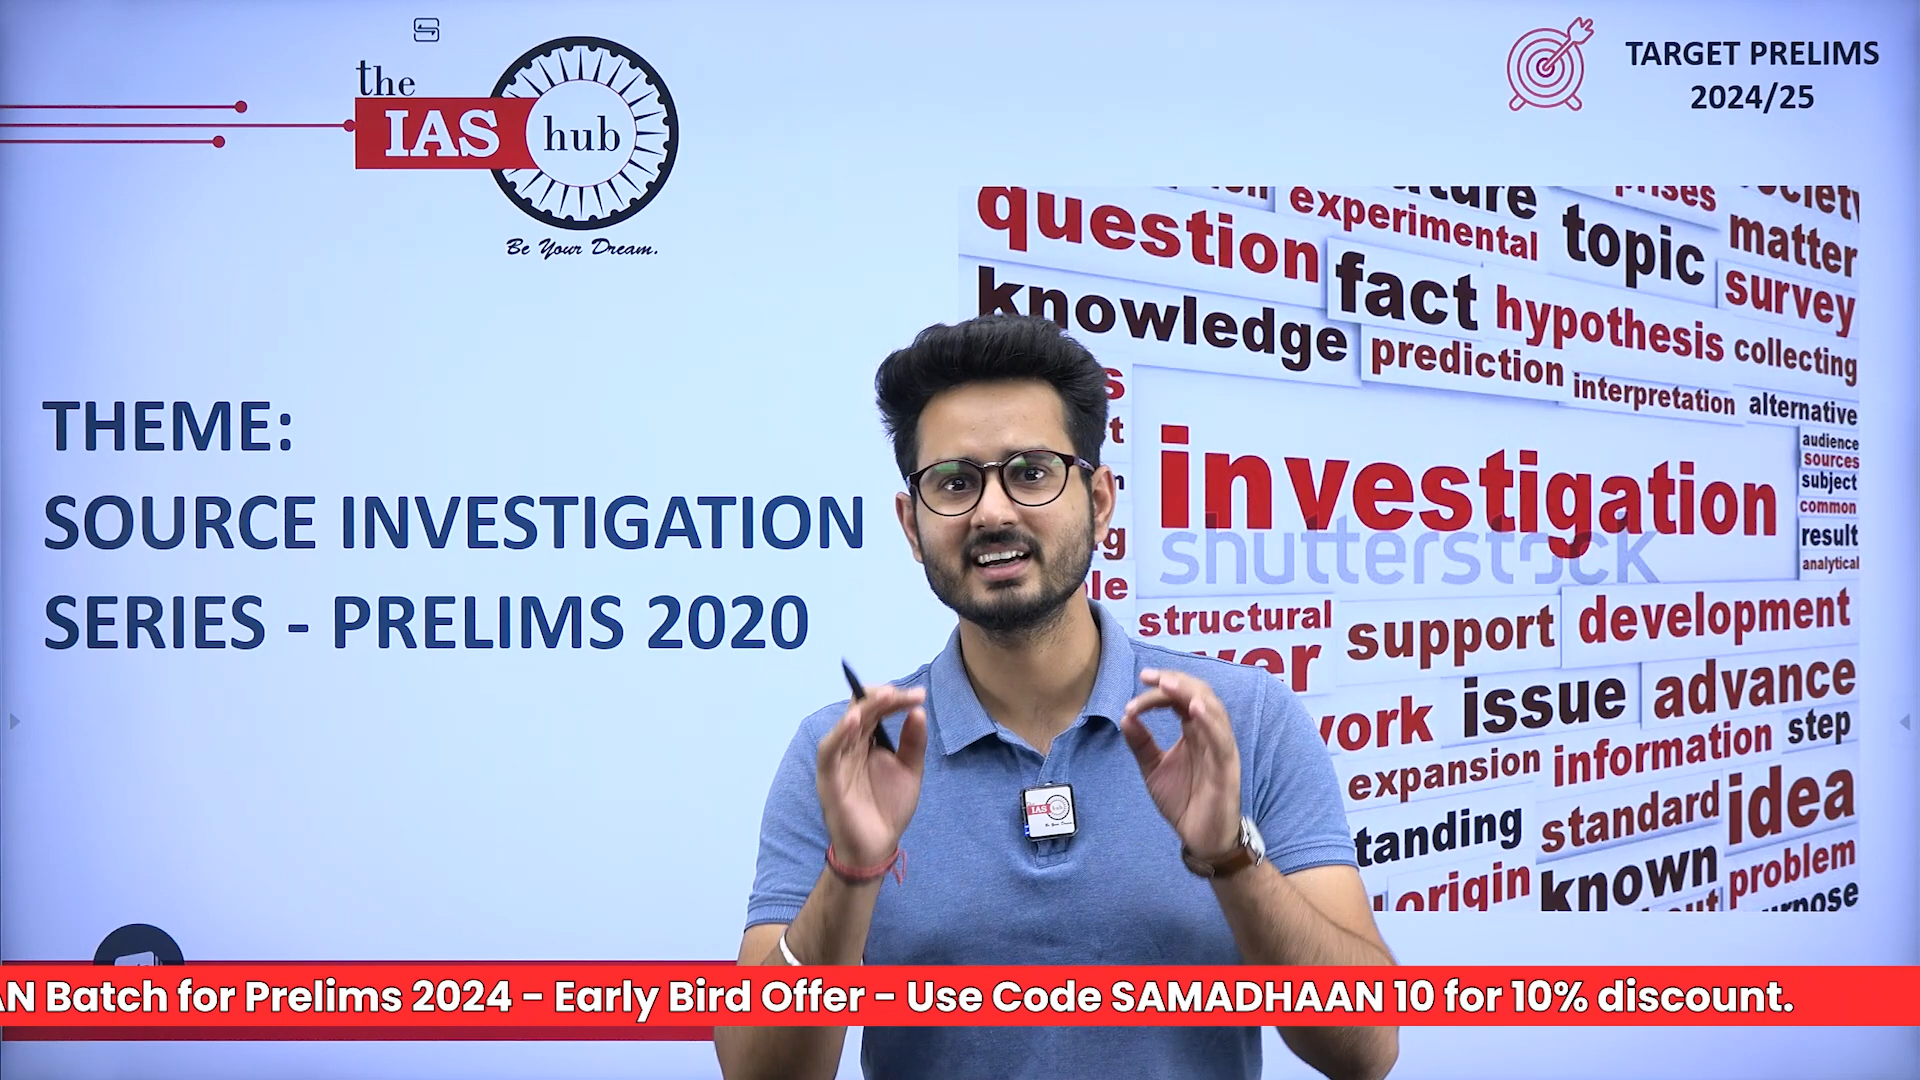 the
IAS hub
Be Your Dream.
TARGET PRELIMS
2024/25
THEME:
SOURCE INVESTIGATION
SERIES - PRELIMS 2020
question
experimental
topic
matter
knowledge
fact
hypothesis
survey
prediction
interpretation
collecting
alternative
audience
sources
subject
common
result
analytical
investigation
shutterstock
structural
support
development
issue
advance
expansion
information
step
standard
idea
origin
known
problem
IAS hub
Batch for Prelims 2024 - Early Bird Offer - Use Code SAMADHAAN 10 for 10% discount.